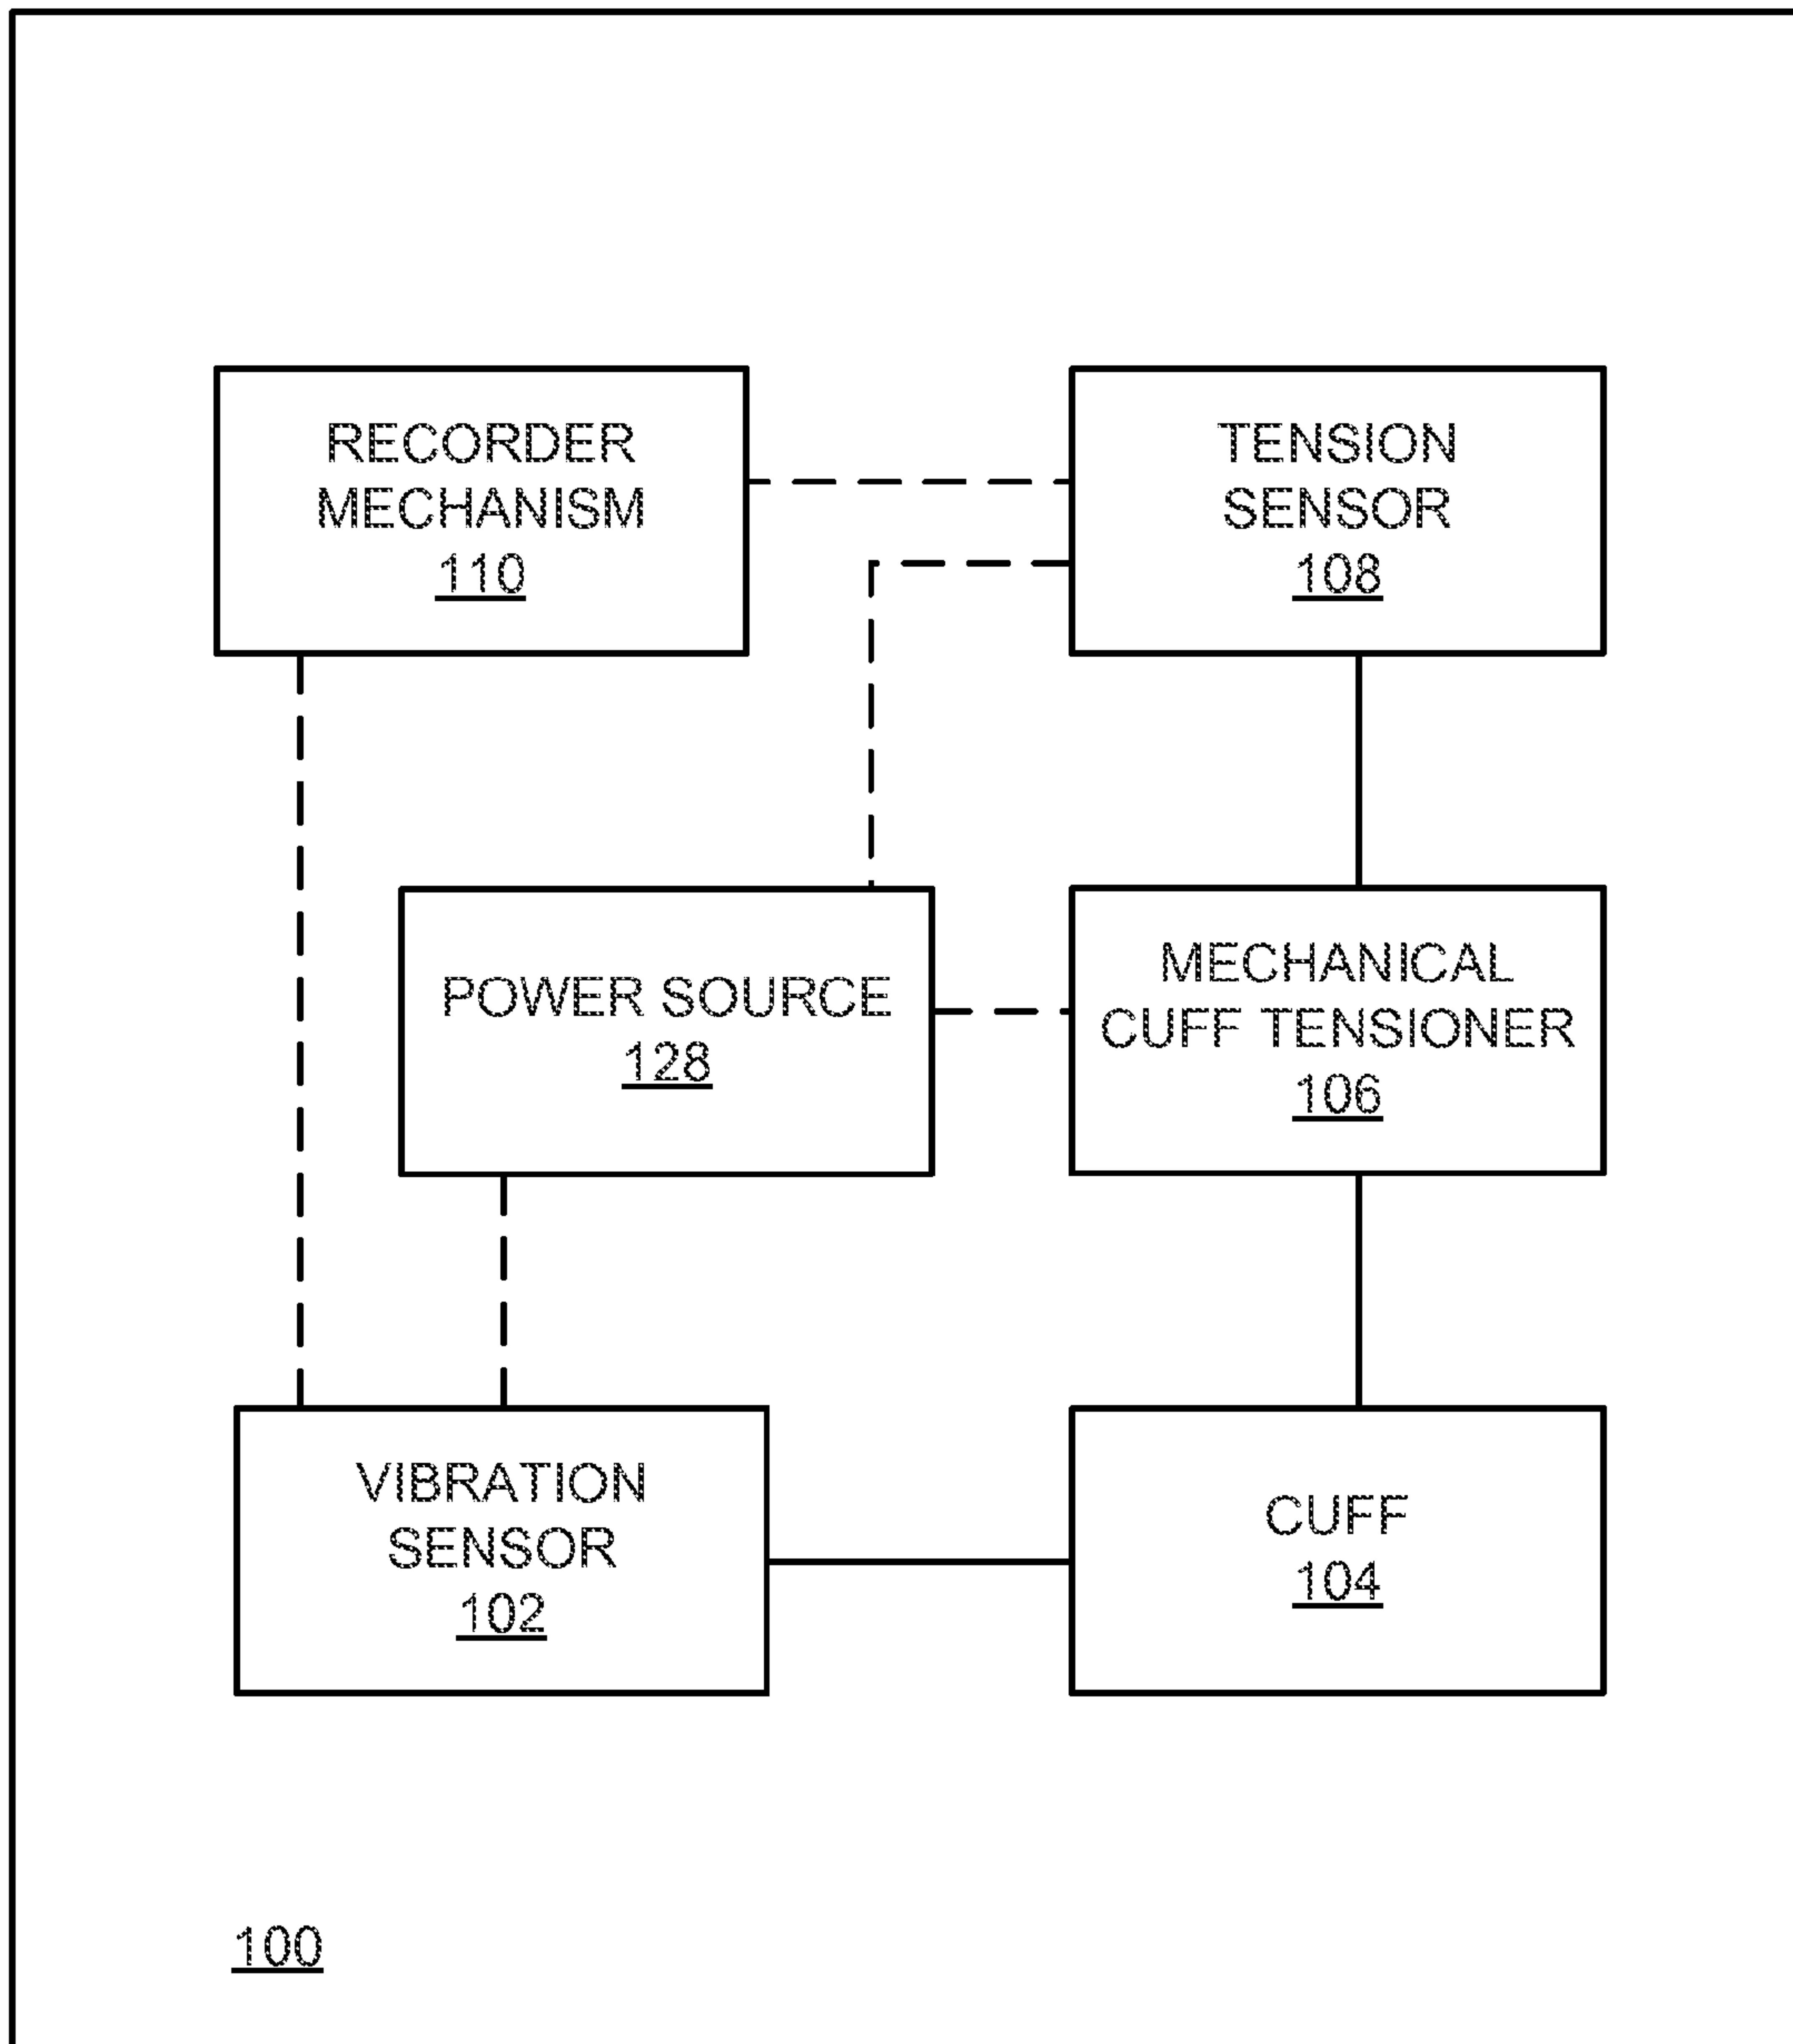 RECORDER
MECHANISM
110
TENSION
SENSOR
108
POWER SOURCE
128
MECHANICAL
CUFF TENSIONER
106
VIBRATION
SENSOR
102
CUFF
104
100